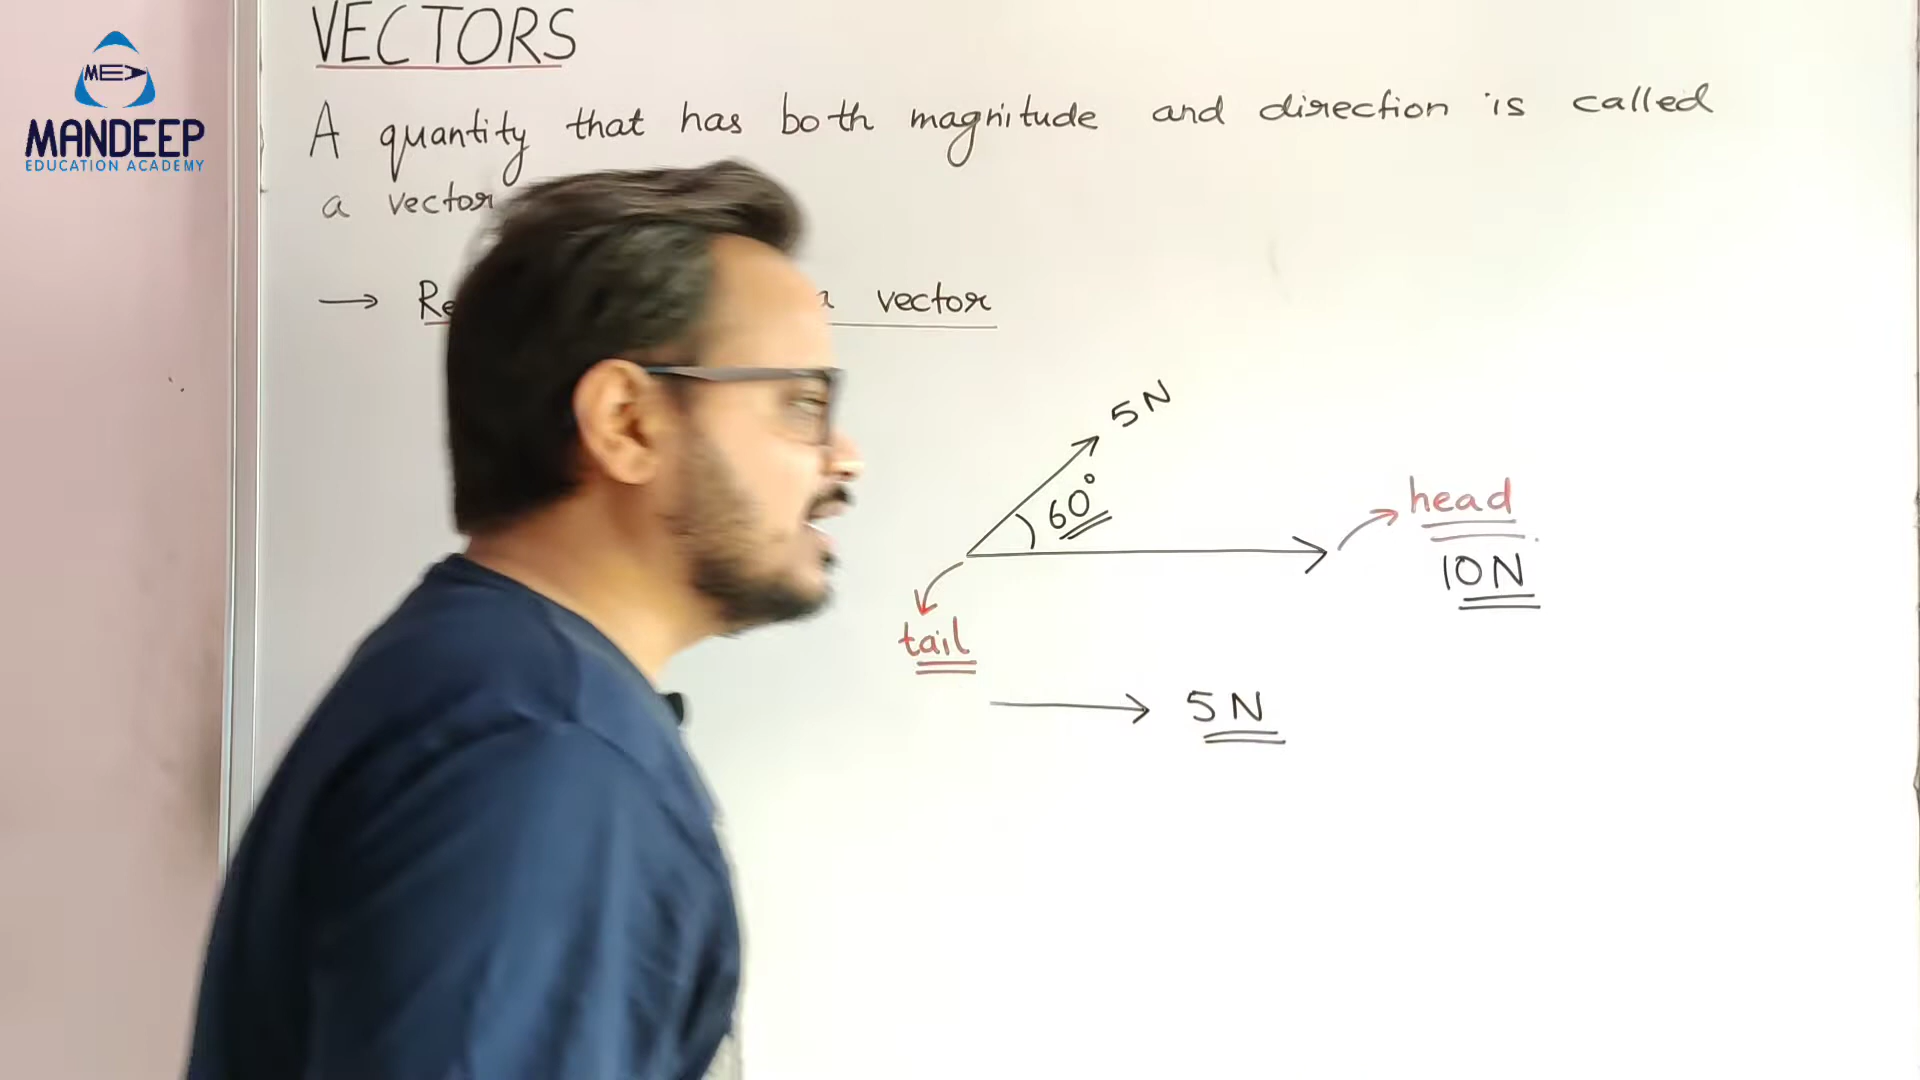 VECTORS
MEA
MANDEEP
EDUCATION ACADEMY
A quantity that has both magnitude and direction is called
a vector
→ vector
5N
60°
head
10N
tail
5N